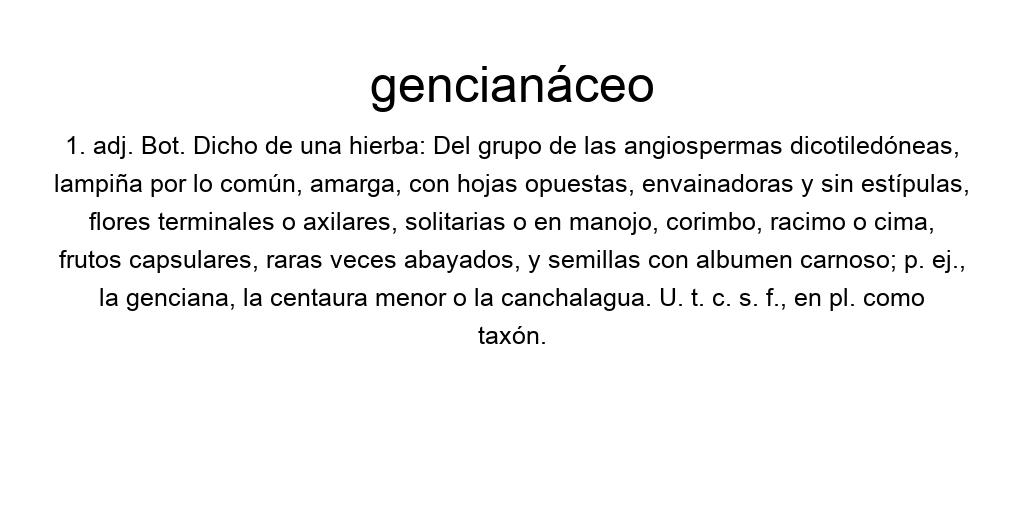 gencianáceo
1. adj. Bot. Dicho de una hierba: Del grupo de las angiospermas dicotiledóneas,
lampiña por lo común, amarga, con hojas opuestas, envainadoras y sin estípulas,
flores terminales o axilares, solitarias o en manojo, corimbo, racimo o cima,
frutos capsulares, raras veces abayados, y semillas con albumen carnoso; p. ej.,
la genciana, la centaura menor o la canchalagua. U. t. c. s. f., en pl. como
taxón.